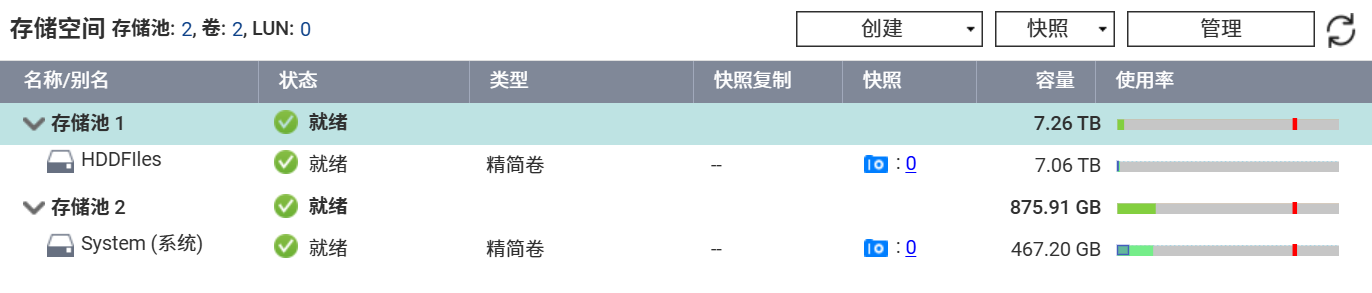 存储空间 存储池: 2, 卷: 2, LUN: 0 创建 快照 管理
名称/别名 状态 类型 快照复制 快照 容量 使用率
存储池 1 就绪 7.26 TB
HDDFIles 就绪 精简卷 -- : 0 7.06 TB
存储池 2 就绪 875.91 GB
System (系统) 就绪 精简卷 -- : 0 467.20 GB